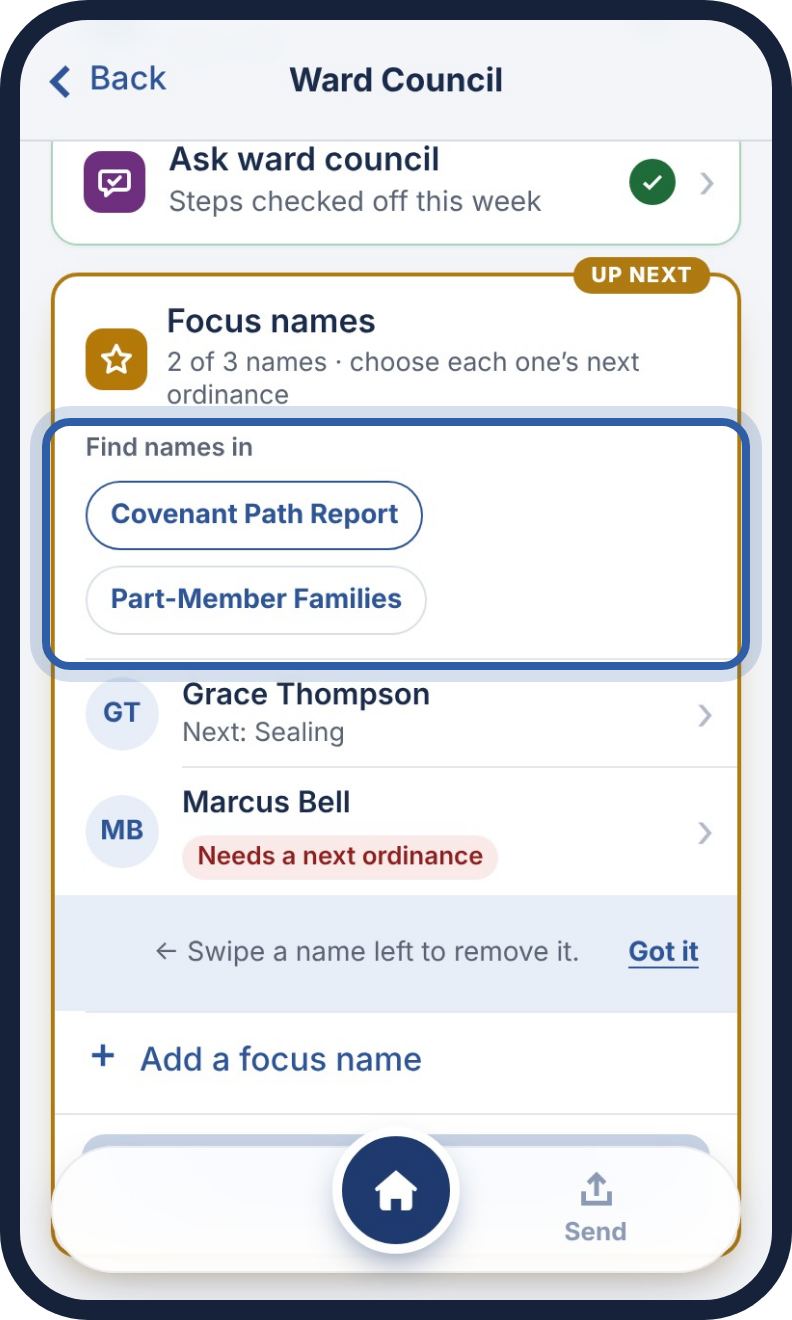 Back
Ward Council
Ask ward council
Steps checked off this week
UP NEXT
Focus names
2 of 3 names · choose each one’s next
ordinance
Find names in
Covenant Path Report
Part-Member Families
GT
Grace Thompson
Next: Sealing
MB
Marcus Bell
Needs a next ordinance
← Swipe a name left to remove it.
Got it
+ Add a focus name
Send